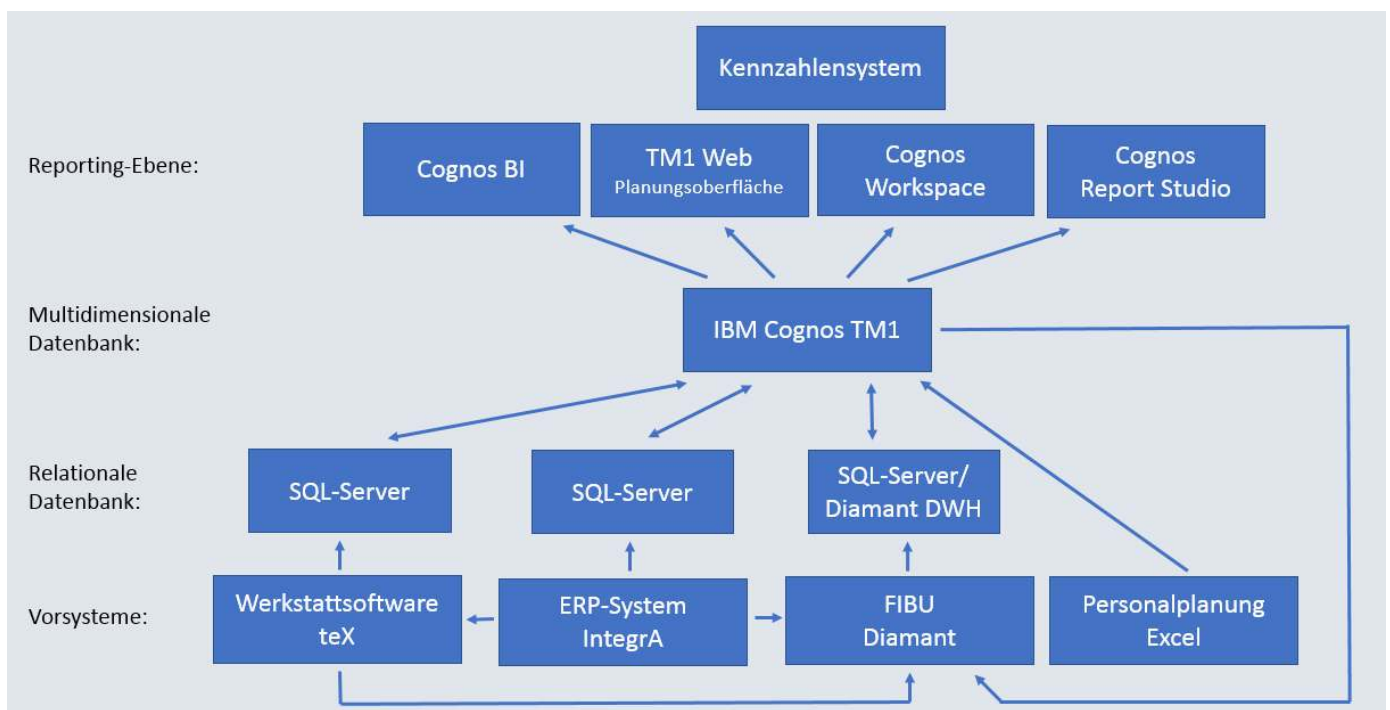 Kennzahlensystem
Reporting-Ebene:
Cognos BI
TM1 Web
Planungsoberfläche
Cognos
Workspace
Cognos
Report Studio
Multidimensionale
Datenbank:
IBM Cognos TM1
Relationale
Datenbank:
SQL-Server
SQL-Server
SQL-Server/
Diamant DWH
Vorsysteme:
Werkstattsoftware
teX
ERP-System
IntegrA
FIBU
Diamant
Personalplanung
Excel